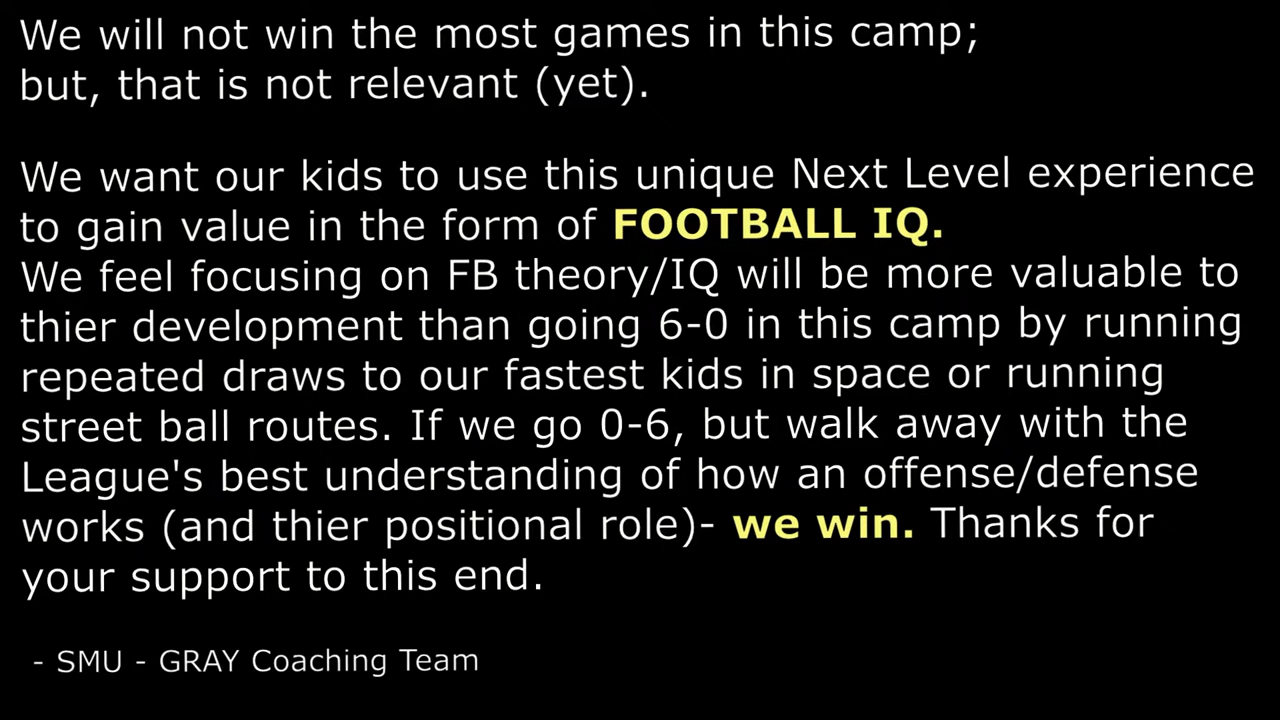 We will not win the most games in this camp;
but, that is not relevant (yet).
We want our kids to use this unique Next Level experience
to gain value in the form of FOOTBALL IQ.
We feel focusing on FB theory/IQ will be more valuable to
thier development than going 6-0 in this camp by running
repeated draws to our fastest kids in space or running
street ball routes. If we go 0-6, but walk away with the
League's best understanding of how an offense/defense
works (and thier positional role)- we win. Thanks for
your support to this end.
- SMU - GRAY Coaching Team